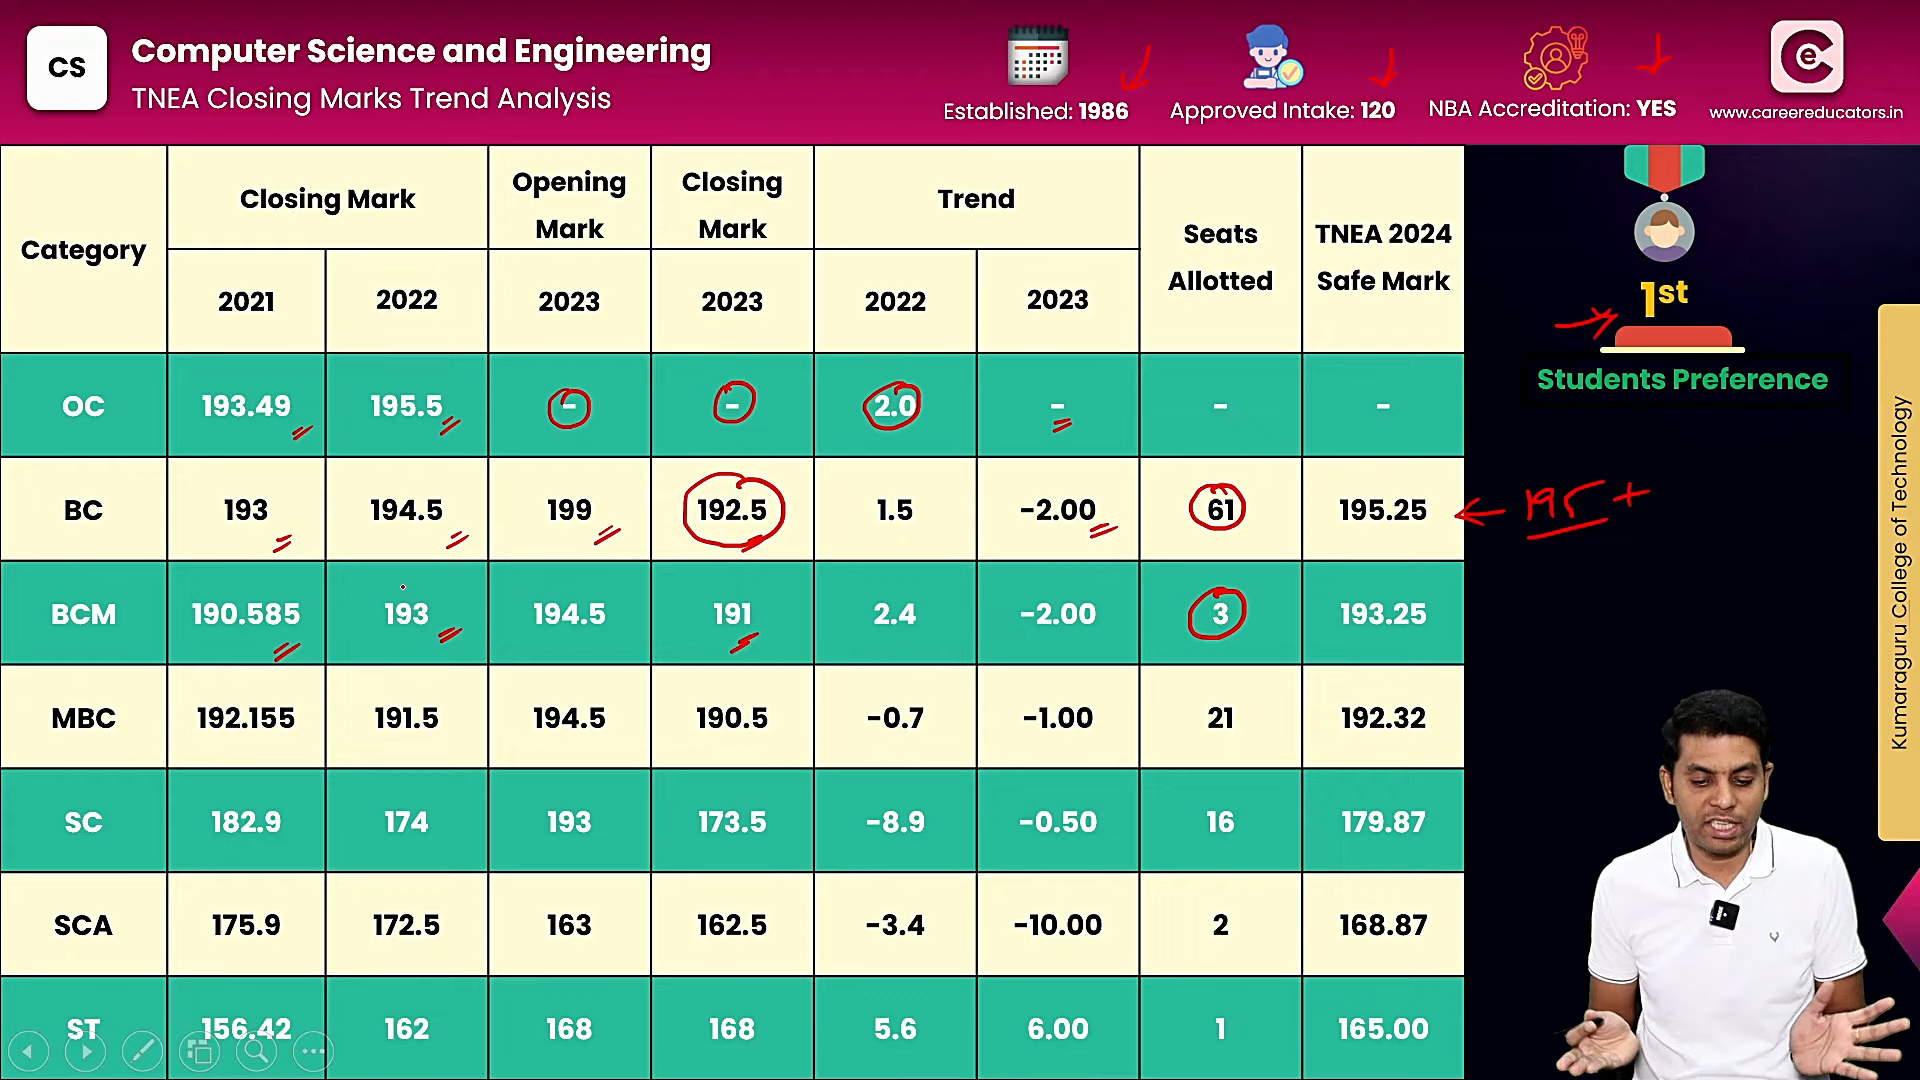 CS
Computer Science and Engineering
TNEA Closing Marks Trend Analysis
Established: 1986
Approved Intake: 120
NBA Accreditation: YES
e
www.careereducators.in
Category
Closing Mark
Opening Mark
Closing Mark
Trend
Seats Allotted
TNEA 2024 Safe Mark
2021 2022 2023 2023 2022 2023
OC 193.49 195.5 - - 2.0 - - -
BC 193 194.5 199 192.5 1.5 -2.00 61 195.25
BCM 190.585 193 194.5 191 2.4 -2.00 3 193.25
MBC 192.155 191.5 194.5 190.5 -0.7 -1.00 21 192.32
SC 182.9 174 193 173.5 -8.9 -0.50 16 179.87
SCA 175.9 172.5 163 162.5 -3.4 -10.00 2 168.87
ST 156.42 162 168 168 5.6 6.00 1 165.00
1st
Students Preference
195 +
Kumaraguru College of Technology